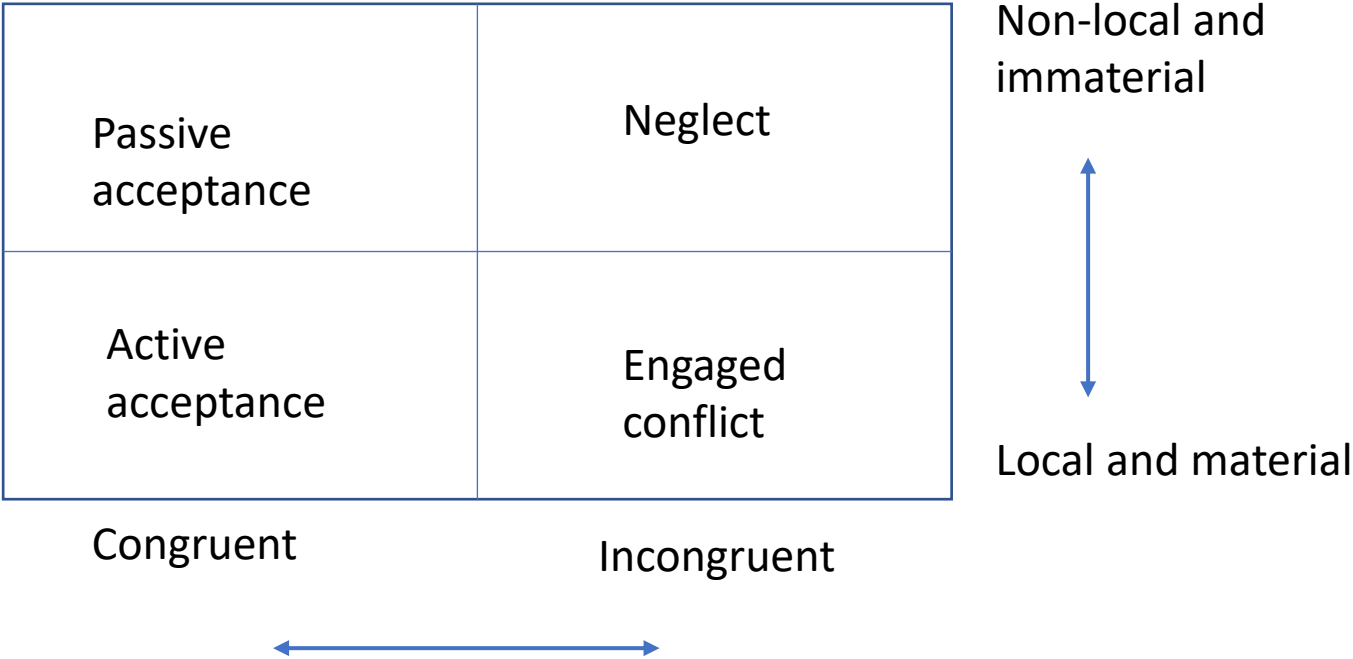 Non-local and
immaterial
Passive
acceptance
Neglect
Active
acceptance
Engaged
conflict
Local and material
Congruent
Incongruent